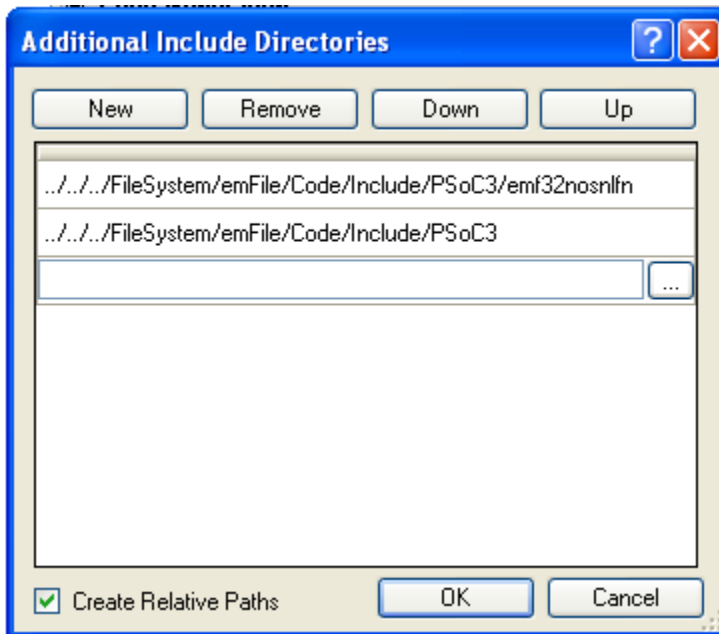 Additional Include Directories
New Remove Down Up
../../../FileSystem/emFile/Code/Include/PSoC3/emf32nosnlfn
../../../FileSystem/emFile/Code/Include/PSoC3
...
Create Relative Paths OK Cancel